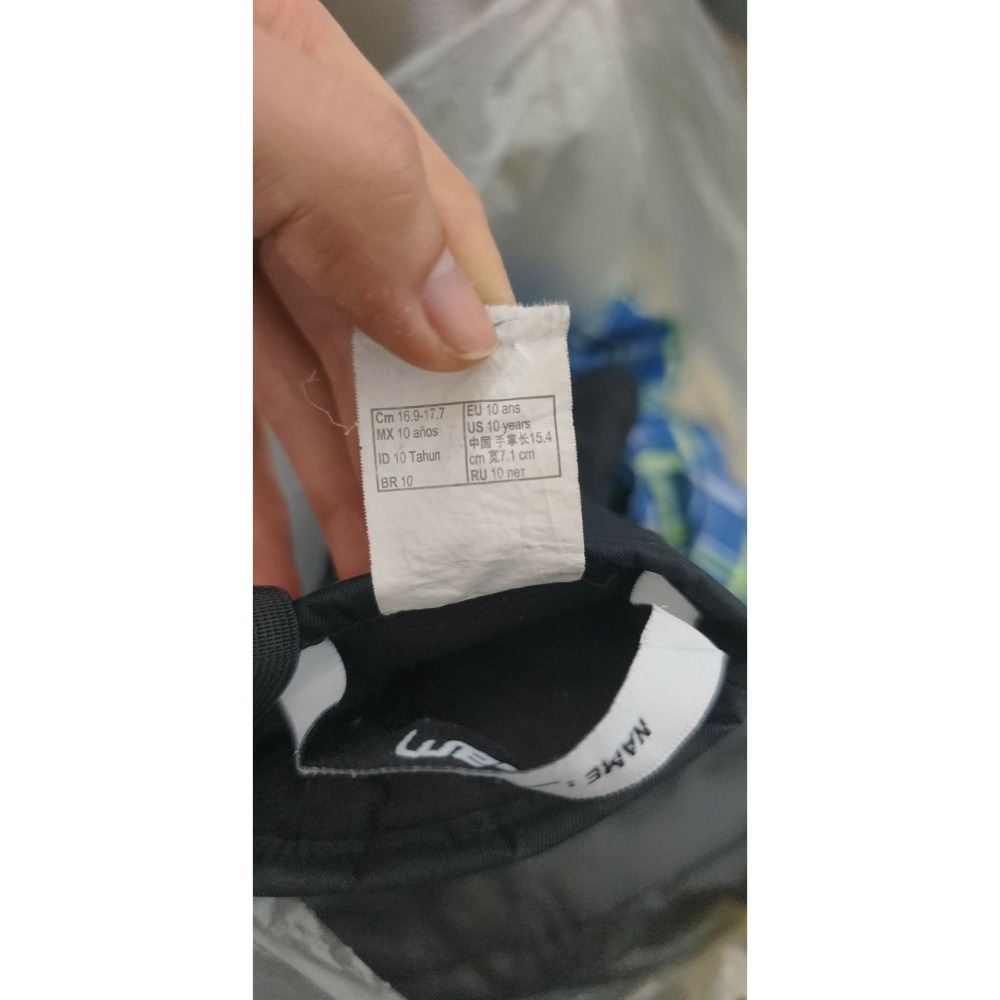 Cm 16.9-17.7
MX 10 años
ID 10 Tahun
BR 10
EU 10 ans
US 10 years
中国 手掌长15.4
cm 宽7.1 cm
RU 10 лет
NAME :